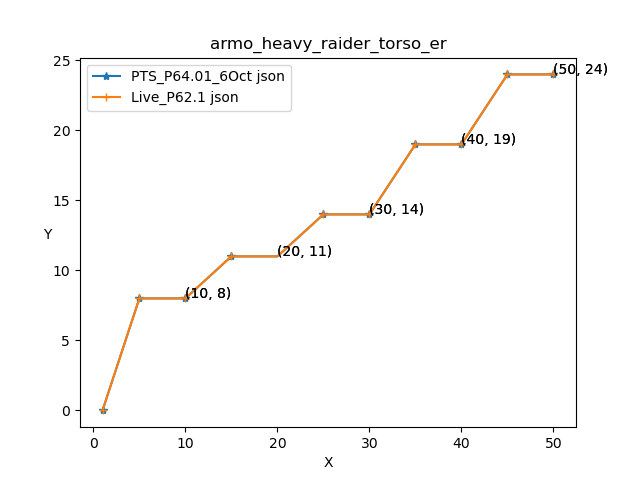 armo_heavy_raider_torso_er
PTS_P64.01_6Oct json
Live_P62.1 json
25
20
15
10
5
0
Y
(50, 24)
(40, 19)
(30, 14)
(20, 11)
(10, 8)
0 10 20 30 40 50
X